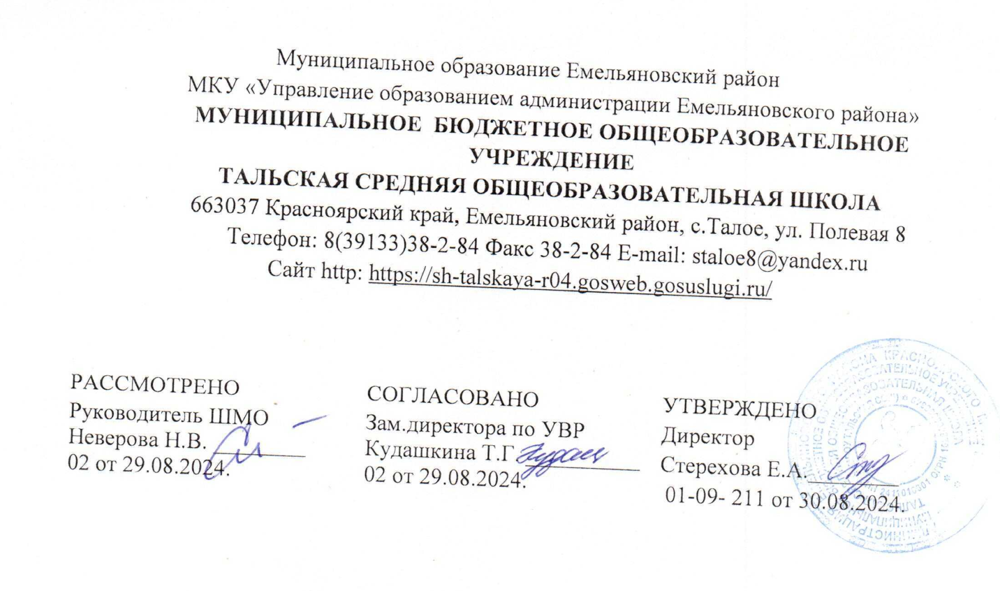 Муниципальное образование Емельяновский район
МКУ «Управление образованием администрации Емельяновского района»
МУНИЦИПАЛЬНОЕ БЮДЖЕТНОЕ ОБЩЕОБРАЗОВАТЕЛЬНОЕ
УЧРЕЖДЕНИЕ
ТАЛЬСКАЯ СРЕДНЯЯ ОБЩЕОБРАЗОВАТЕЛЬНАЯ ШКОЛА
663037 Красноярский край, Емельяновский район, с.Талое, ул. Полевая 8
Телефон: 8(39133)38-2-84 Факс 38-2-84 E-mail: staloe8@yandex.ru
Сайт http: https://sh-talskaya-r04.gosweb.gosuslugi.ru/
РАССМОТРЕНО
Руководитель ШМО
Неверова Н.В.
02 от 29.08.2024.
СОГЛАСОВАНО
Зам.директора по УВР
Кудашкина Т.Г
02 от 29.08.2024.
УТВЕРЖДЕНО
Директор
Стерехова Е.А.
01-09- 211 от 30.08.2024.